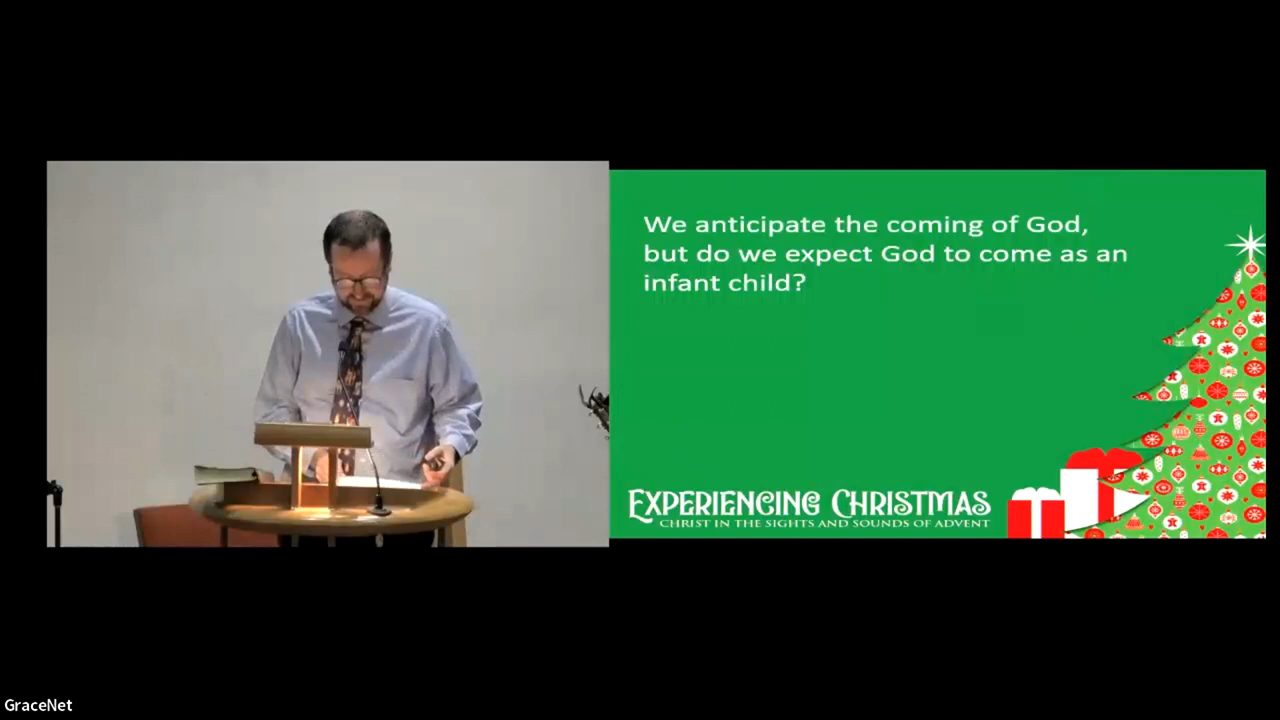 We anticipate the coming of God,
but do we expect God to come as an
infant child?
EXPERIENCING CHRISTMAS
CHRIST IN THE SIGHTS AND SOUNDS OF ADVENT
GraceNet